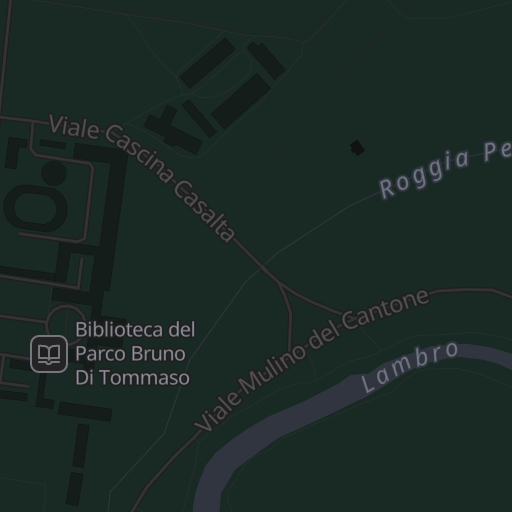 Viale Cascina Casalta
Roggia Pe
Viale Mulino del Cantone
Biblioteca del
Parco Bruno
Di Tommaso
Lambro